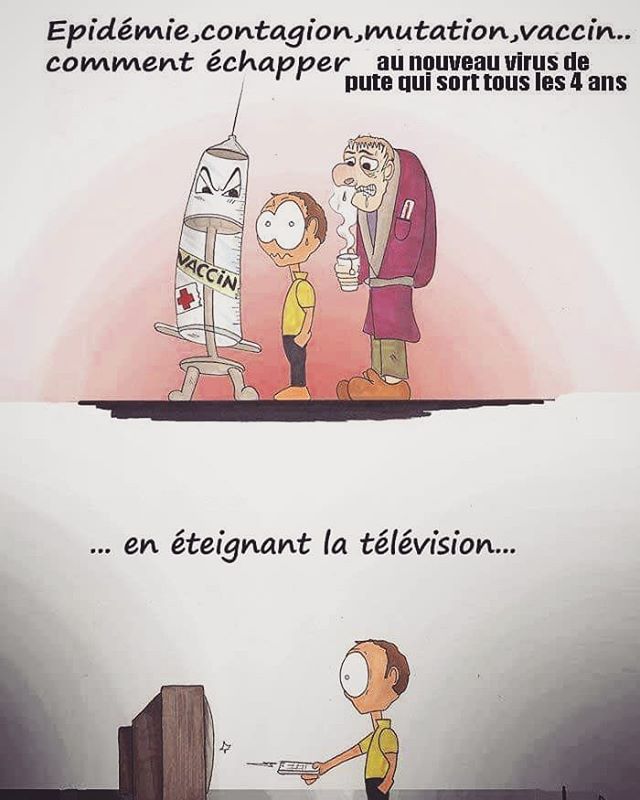 Epidémie,contagion,mutation,vaccin..
comment échapper au nouveau virus de
pute qui sort tous les 4 ans
VACCiN
... en éteignant la télévision...